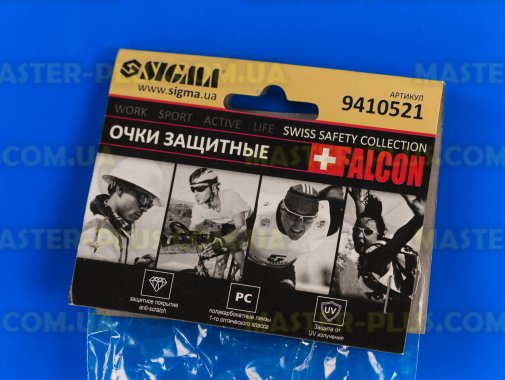 SIGMA
www.sigma.ua
АРТИКУЛ
9410521
WORK SPORT ACTIVE LIFE SWISS SAFETY COLLECTION
ОЧКИ ЗАЩИТНЫЕ
FALCON
защитное покрытие
anti-scratch
PC
поликарбонатные линзы
1-го оптического класса
UV
Защита от
UV излучения
MASTER-PLUS.COM.UA